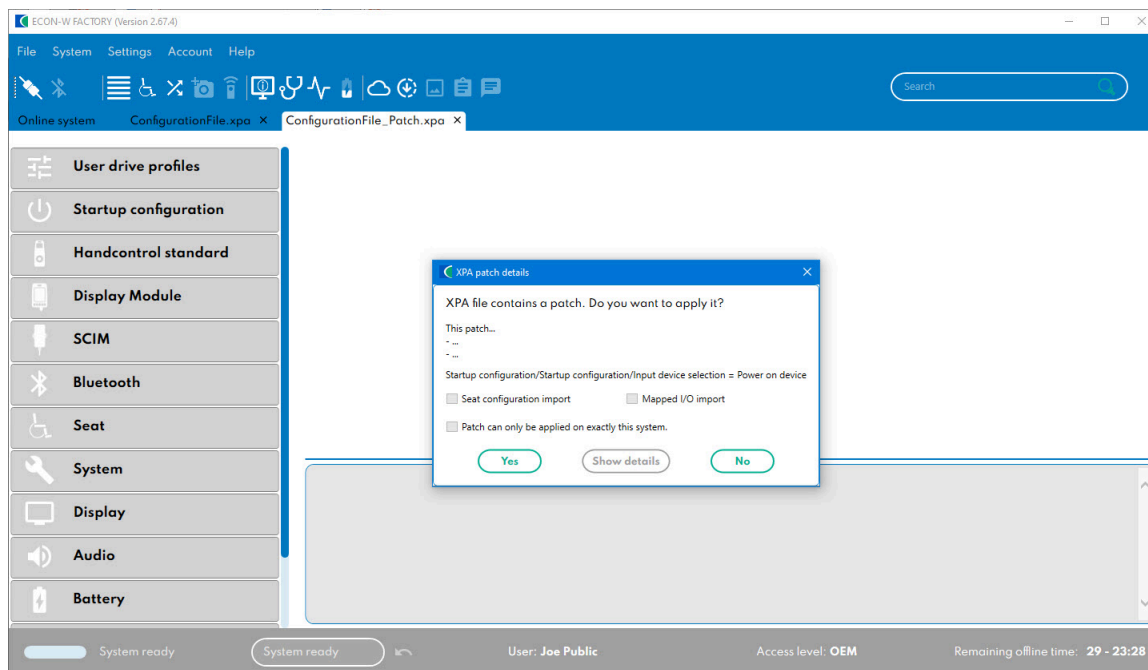 ECON-W FACTORY (Version 2.67.4)
File System Settings Account Help
Search
Online system ConfigurationFile.xpa × ConfigurationFile_Patch.xpa ×
User drive profiles
Startup configuration
Handcontrol standard
Display Module
SCIM
Bluetooth
Seat
System
Display
Audio
Battery
XPA patch details
XPA file contains a patch. Do you want to apply it?
This patch...
- ...
- ...
Startup configuration/Startup configuration/Input device selection = Power on device
Seat configuration import Mapped I/O import
Patch can only be applied on exactly this system.
Yes Show details No
System ready System ready User: Joe Public Access level: OEM Remaining offline time: 29 - 23:28